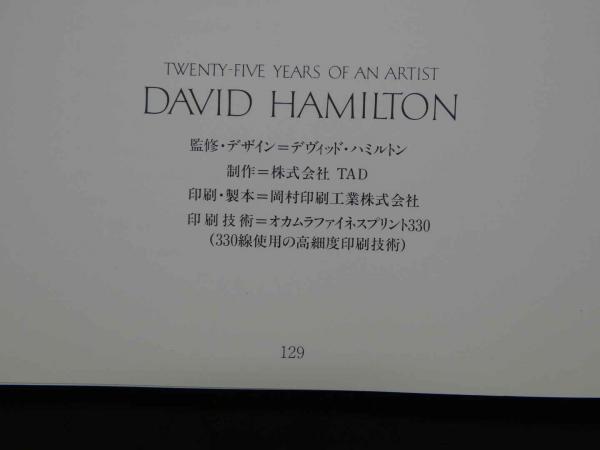 TWENTY-FIVE YEARS OF AN ARTIST
DAVID HAMILTON
監修・デザイン＝デヴィッド・ハミルトン
制作＝株式会社 TAD
印刷・製本＝岡村印刷工業株式会社
印刷技術＝オカムラファイネスプリント330
(330線使用の高細度印刷技術)
129